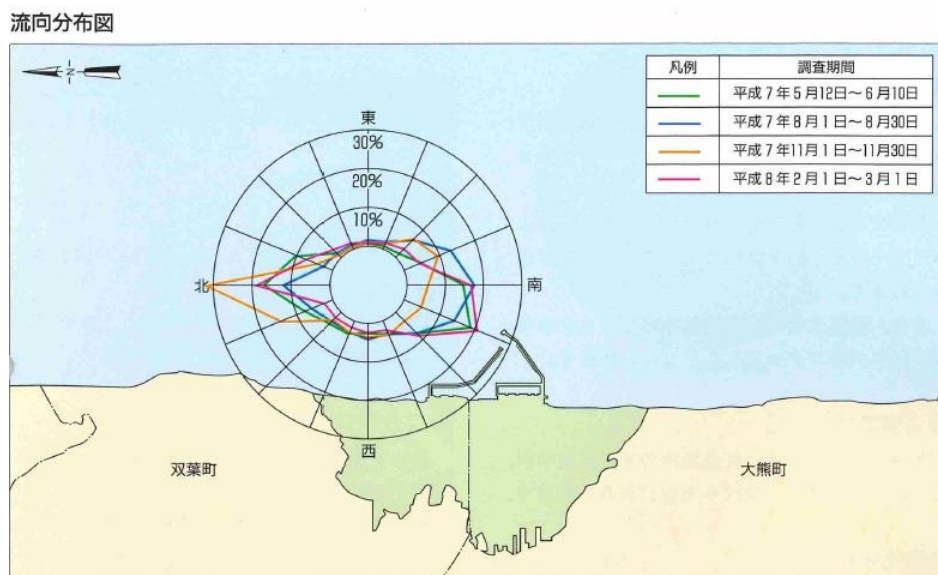 流向分布図
N
凡例 調査期間
平成7年5月12日~6月10日
平成7年8月1日~8月30日
平成7年11月1日~11月30日
平成8年2月1日~3月1日
東
30%
20%
10%
北
南
西
双葉町
大熊町